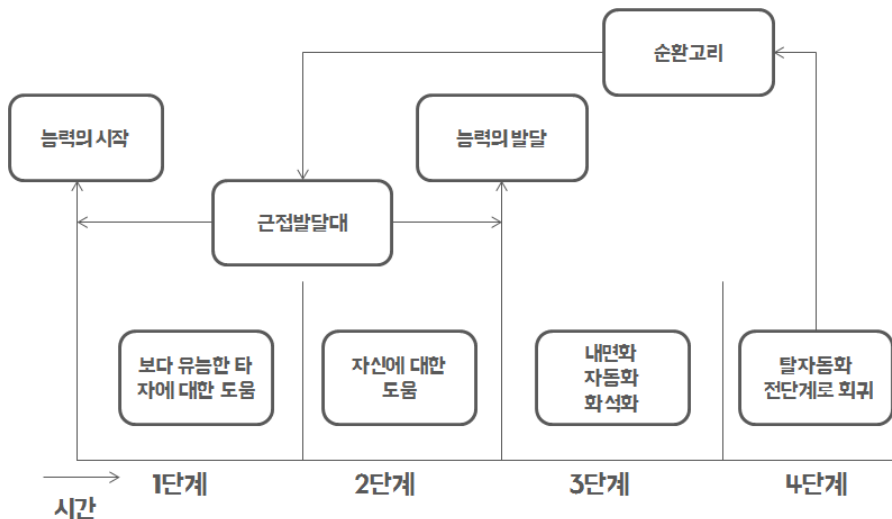 순환고리
능력의 시작
능력의 발달
근접발달대
보다 유능한 타
자에 대한 도움
자신에 대한
도움
내면화
자동화
화석화
탈자동화
전단계로 회귀
1단계
2단계
3단계
4단계
시간